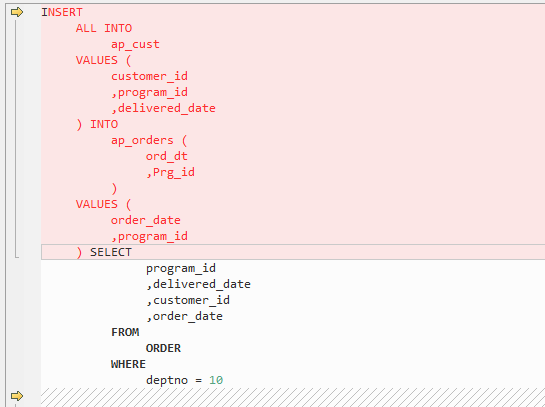 INSERT
ALL INTO
ap_cust
VALUES (
customer_id
,program_id
,delivered_date
) INTO
ap_orders (
ord_dt
,Prg_id
)
VALUES (
order_date
,program_id
) SELECT
program_id
,delivered_date
,customer_id
,order_date
FROM
ORDER
WHERE
deptno = 10